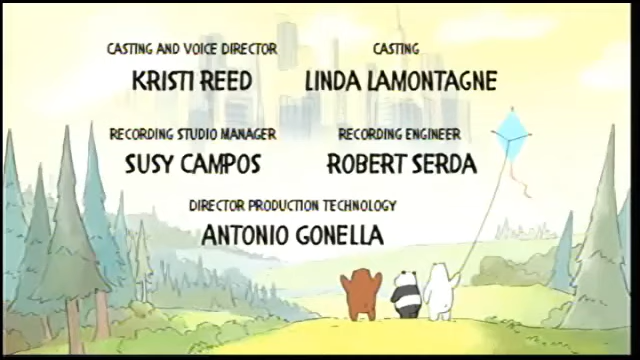 CASTING AND VOICE DIRECTOR
KRISTI REED
CASTING
LINDA LAMONTAGNE
RECORDING STUDIO MANAGER
SUSY CAMPOS
RECORDING ENGINEER
ROBERT SERDA
DIRECTOR PRODUCTION TECHNOLOGY
ANTONIO GONELLA